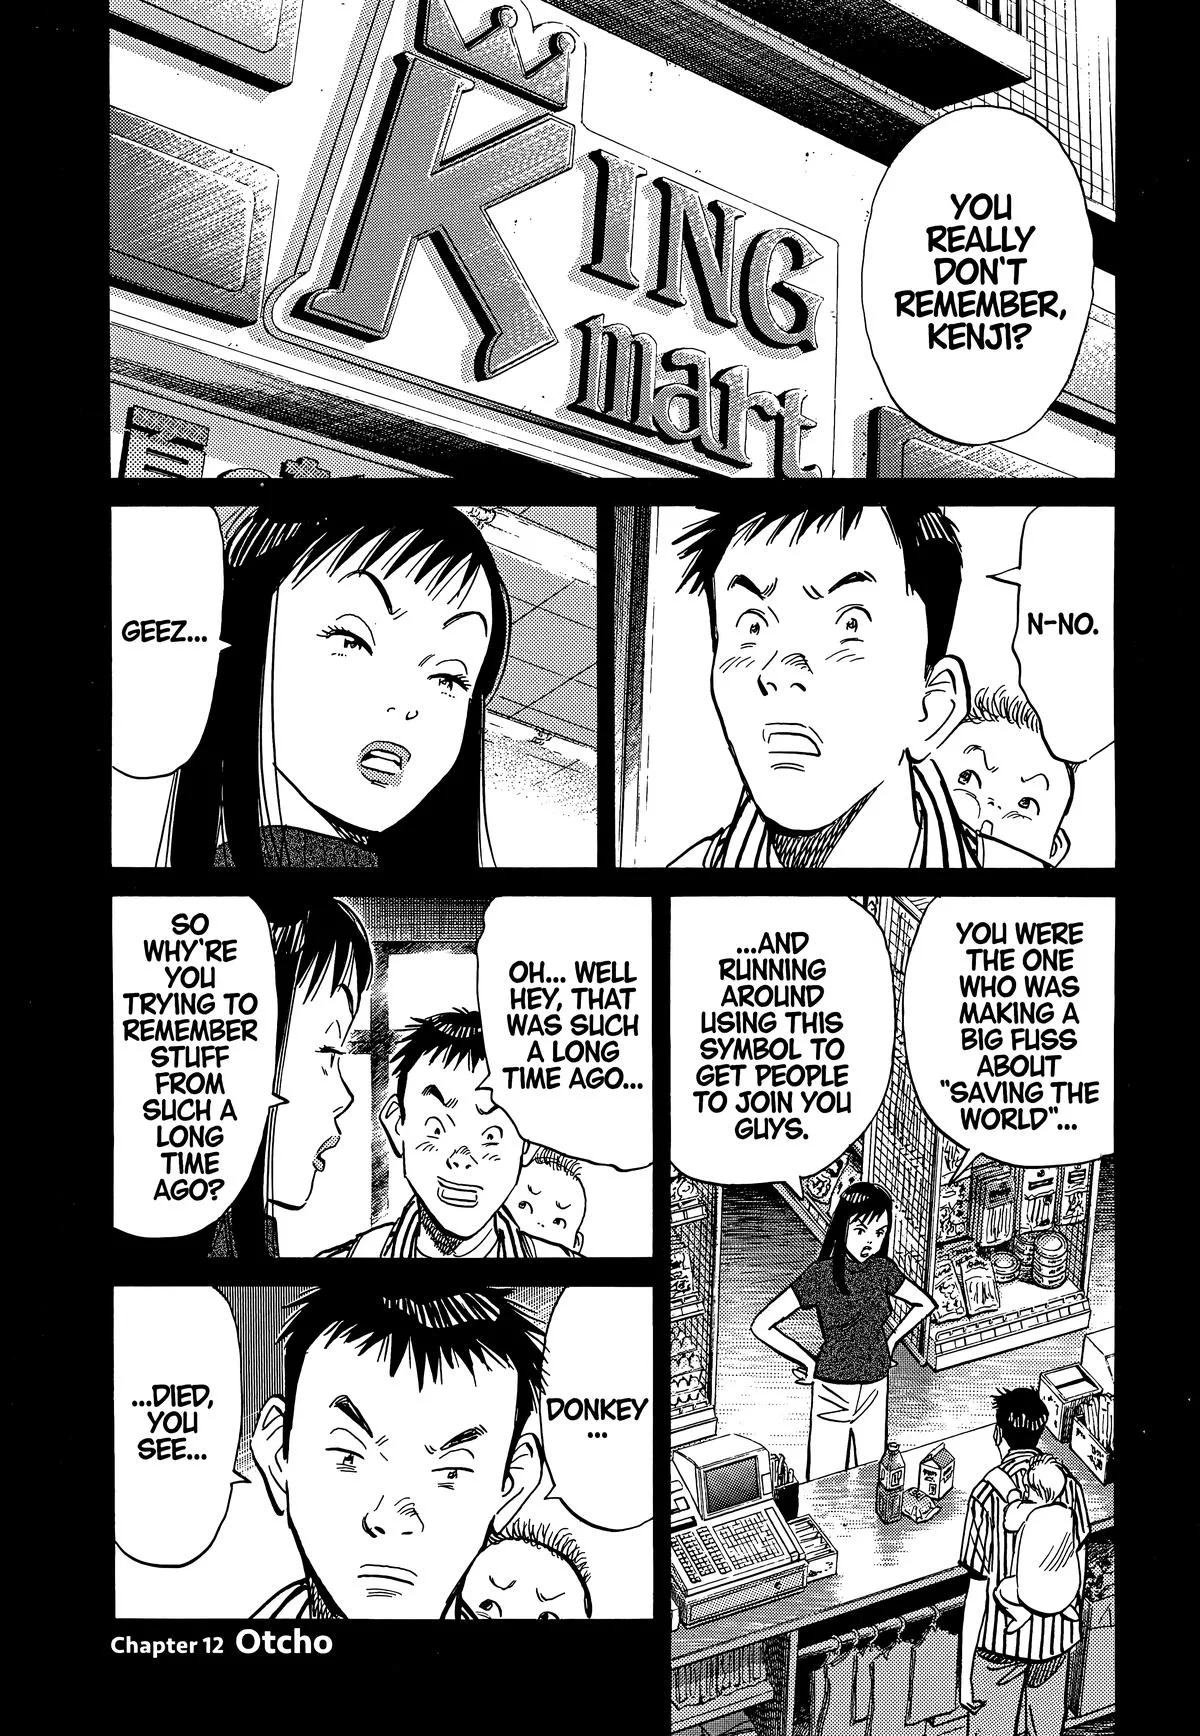 KING
mart
YOU
REALLY
DON'T
REMEMBER,
KENJI?
N-NO.
GEEZ...
YOU WERE
THE ONE
WHO WAS
MAKING A
BIG FUSS
ABOUT
"SAVING THE
WORLD"...
...AND
RUNNING
AROUND
USING THIS
SYMBOL TO
GET PEOPLE
TO JOIN YOU
GUYS.
OH... WELL
HEY, THAT
WAS SUCH
A LONG
TIME AGO...
SO
WHY'RE
YOU
TRYING TO
REMEMBER
STUFF
FROM
SUCH A
LONG
TIME
AGO?
DONKEY
...
...DIED,
YOU
SEE...
Chapter 12 Otcho